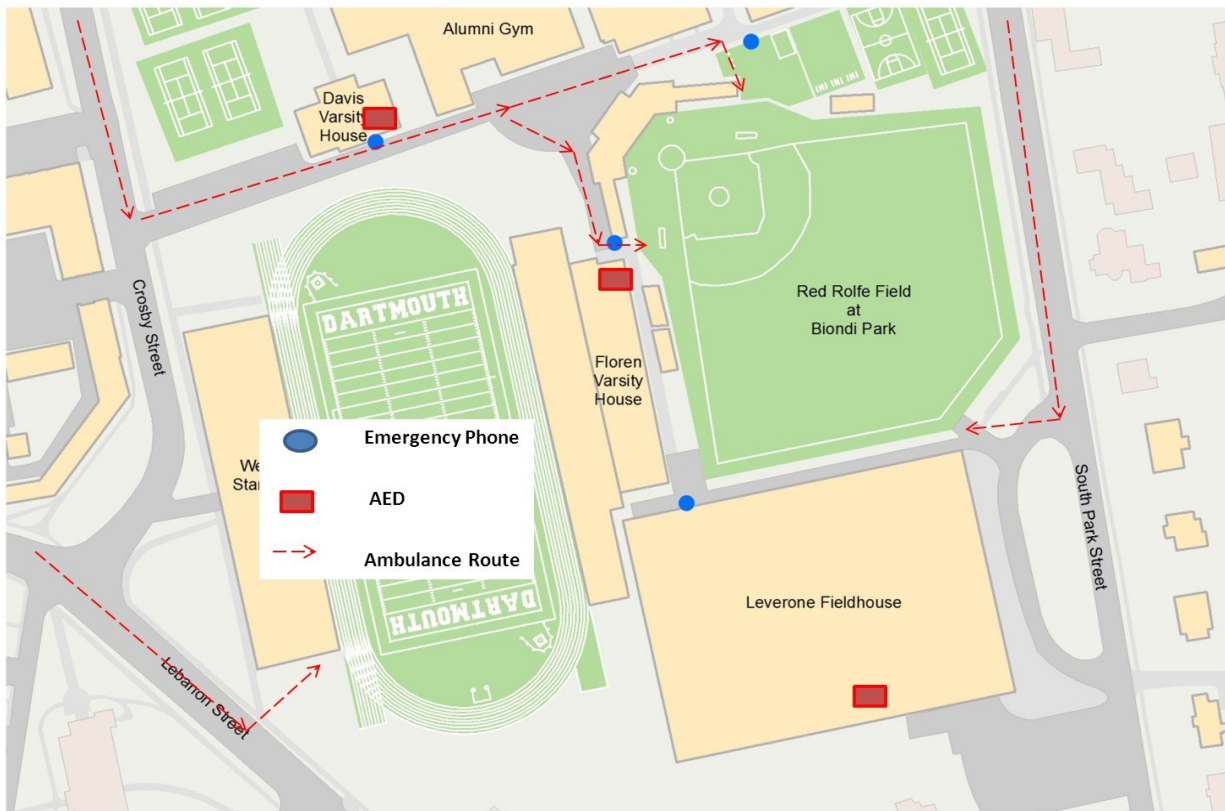 Alumni Gym
Davis
Varsity
House
DARTMOUTH
Crosby Street
Red Rolfe Field
at
Biondi Park
Floren
Varsity
House
Emergency Phone
AED
Ambulance Route
DARTMOUTH
South Park Street
Leverone Fieldhouse
Lebanon Street